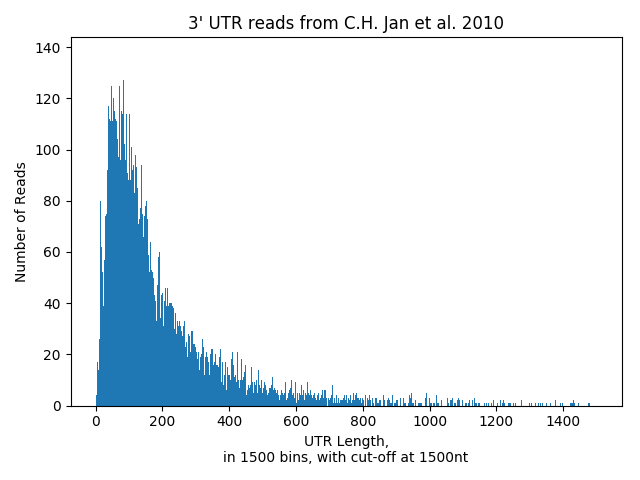 3' UTR reads from C.H. Jan et al. 2010
140
120
100
80
60
40
20
0
Number of Reads
0 200 400 600 800 1000 1200 1400
UTR Length,
in 1500 bins, with cut-off at 1500nt